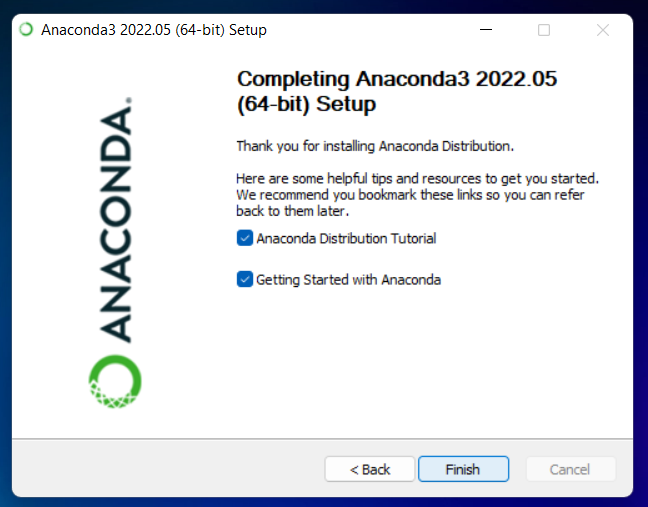 Anaconda3 2022.05 (64-bit) Setup
ANACONDA.
Completing Anaconda3 2022.05
(64-bit) Setup
Thank you for installing Anaconda Distribution.
Here are some helpful tips and resources to get you started.
We recommend you bookmark these links so you can refer
back to them later.
Anaconda Distribution Tutorial
Getting Started with Anaconda
< Back
Finish
Cancel